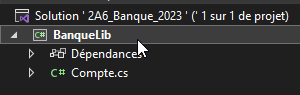 Solution ' 2A6_Banque_2023 ' (' 1 sur 1 de projet)
C# BanqueLib
Dépendances
C# Compte.cs